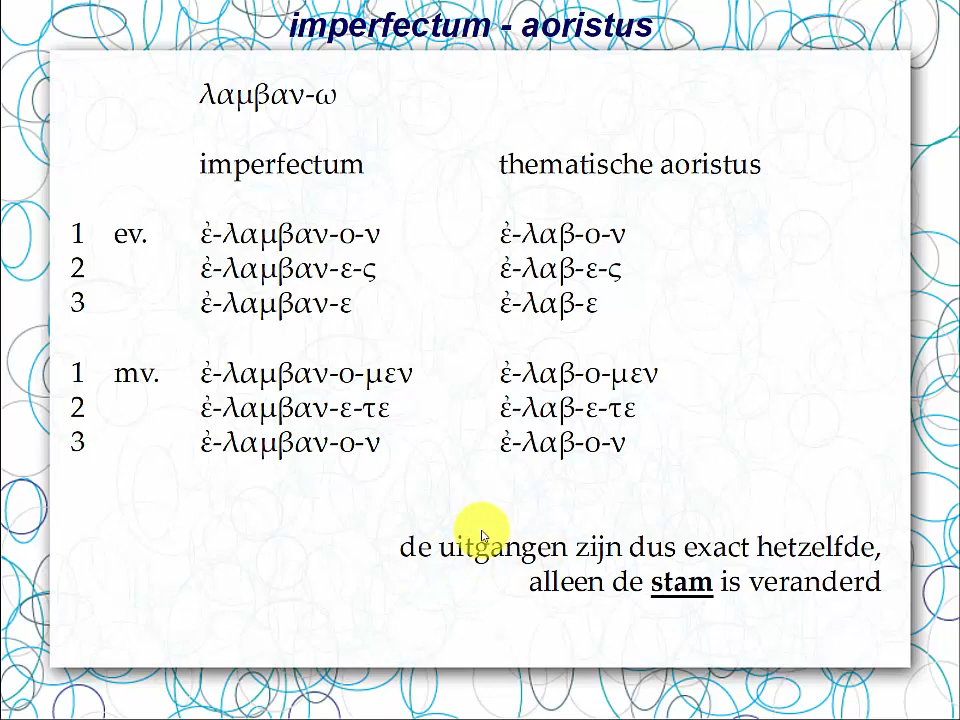 imperfectum - aoristus
λαμβαν-ω
imperfectum thematische aoristus
1 ev. ἐ-λαμβαν-ο-ν ἐ-λαβ-ο-ν
2 ἐ-λαμβαν-ε-ς ἐ-λαβ-ε-ς
3 ἐ-λαμβαν-ε ἐ-λαβ-ε
1 mv. ἐ-λαμβαν-ο-μεν ἐ-λαβ-ο-μεν
2 ἐ-λαμβαν-ε-τε ἐ-λαβ-ε-τε
3 ἐ-λαμβαν-ο-ν ἐ-λαβ-ο-ν
de uitgangen zijn dus exact hetzelfde,
alleen de stam is veranderd